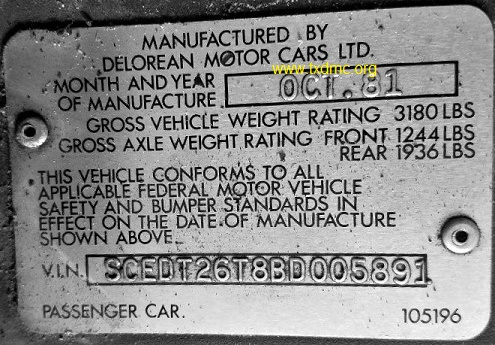 MANUFACTURED BY
DELOREAN MOTOR CARS LTD.
www.txdmc.org
MONTH AND YEAR
OF MANUFACTURE OCT.81
GROSS VEHICLE WEIGHT RATING 3180 LBS
GROSS AXLE WEIGHT RATING FRONT 1244 LBS
REAR 1936 LBS
THIS VEHICLE CONFORMS TO ALL
APPLICABLE FEDERAL MOTOR VEHICLE
SAFETY AND BUMPER STANDARDS IN
EFFECT ON THE DATE OF MANUFACTURE
SHOWN ABOVE
V.I.N. SCEDT26T8BD005891
PASSENGER CAR. 105196